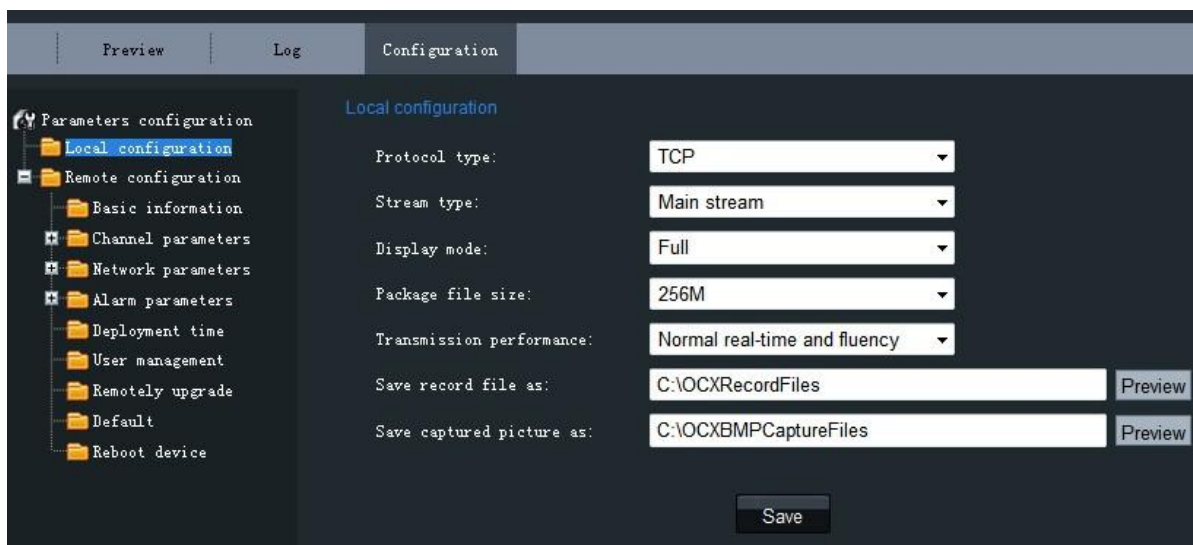 Preview Log Configuration
Parameters configuration
Local configuration
Remote configuration
Basic information
Channel parameters
Network parameters
Alarm parameters
Deployment time
User management
Remotely upgrade
Default
Reboot device
Local configuration
Protocol type: TCP
Stream type: Main stream
Display mode: Full
Package file size: 256M
Transmission performance: Normal real-time and fluency
Save record file as: C:\OCXRecordFiles Preview
Save captured picture as: C:\OCXBMPCaptureFiles Preview
Save